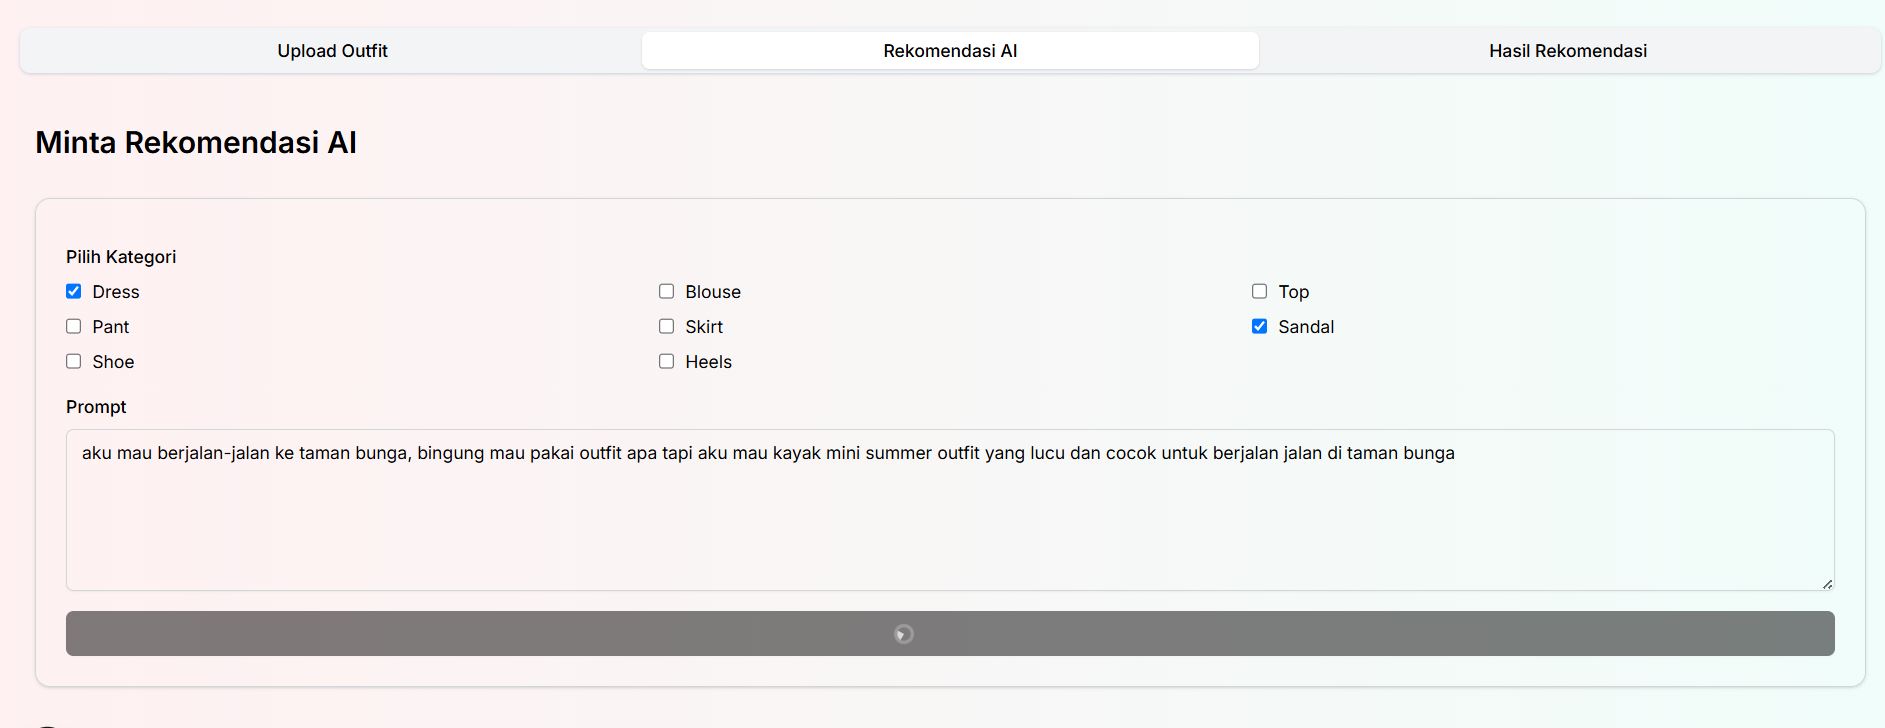 Upload Outfit
Rekomendasi AI
Hasil Rekomendasi
Minta Rekomendasi AI
Pilih Kategori
Dress
Blouse
Top
Pant
Skirt
Sandal
Shoe
Heels
Prompt
aku mau berjalan-jalan ke taman bunga, bingung mau pakai outfit apa tapi aku mau kayak mini summer outfit yang lucu dan cocok untuk berjalan jalan di taman bunga